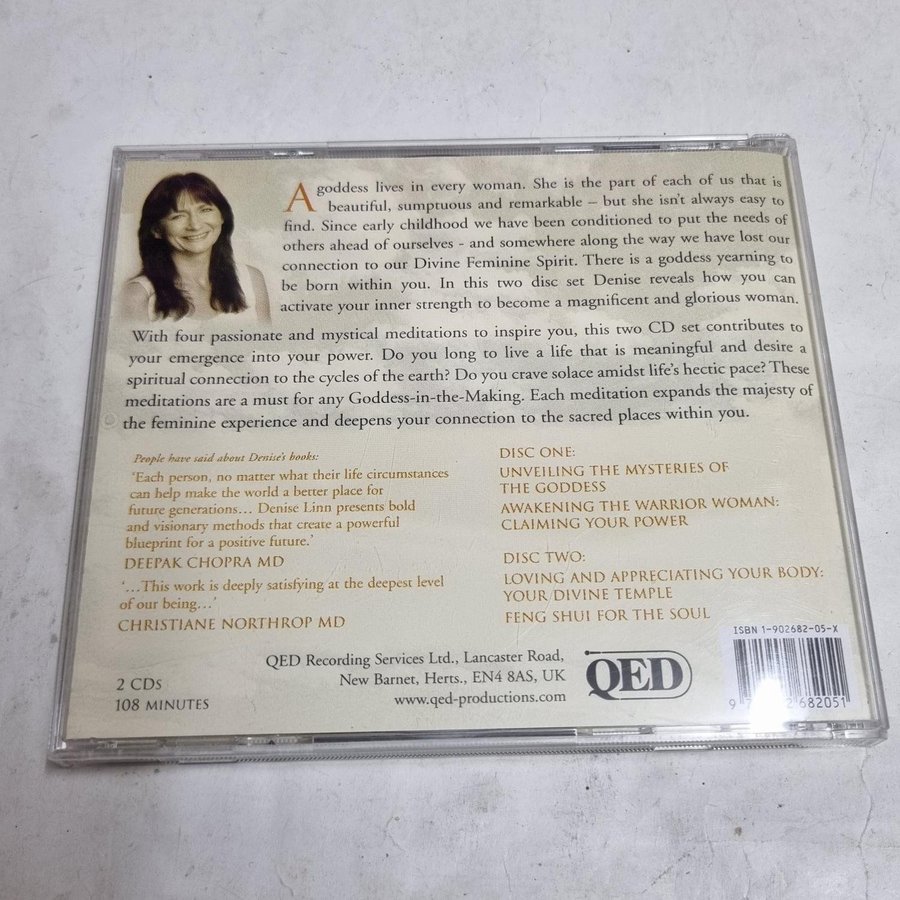 A goddess lives in every woman. She is the part of each of us that is
beautiful, sumptuous and remarkable – but she isn't always easy to
find. Since early childhood we have been conditioned to put the needs of
others ahead of ourselves - and somewhere along the way we have lost our
connection to our Divine Feminine Spirit. There is a goddess yearning to
be born within you. In this two disc set Denise reveals how you can
activate your inner strength to become a magnificent and glorious woman.
With four passionate and mystical meditations to inspire you, this two CD set contributes to
your emergence into your power. Do you long to live a life that is meaningful and desire a
spiritual connection to the cycles of the earth? Do you crave solace amidst life's hectic pace? These
meditations are a must for any Goddess-in-the-Making. Each meditation expands the majesty of
the feminine experience and deepens your connection to the sacred places within you.
People have said about Denise's books:
'Each person, no matter what their life circumstances
can help make the world a better place for
future generations... Denise Linn presents bold
and visionary methods that create a powerful
blueprint for a positive future.'
DEEPAK CHOPRA MD
'...This work is deeply satisfying at the deepest level
of our being...'
CHRISTIANE NORTHROP MD
2 CDs
108 MINUTES
DISC ONE:
UNVEILING THE MYSTERIES OF
THE GODDESS
AWAKENING THE WARRIOR WOMAN:
CLAIMING YOUR POWER
DISC TWO:
LOVING AND APPRECIATING YOUR BODY:
YOUR DIVINE TEMPLE
FENG SHUI FOR THE SOUL
QED Recording Services Ltd., Lancaster Road,
New Barnet, Herts., EN4 8AS, UK
www.qed-productions.com
QED
ISBN 1-902682-05-X
682051